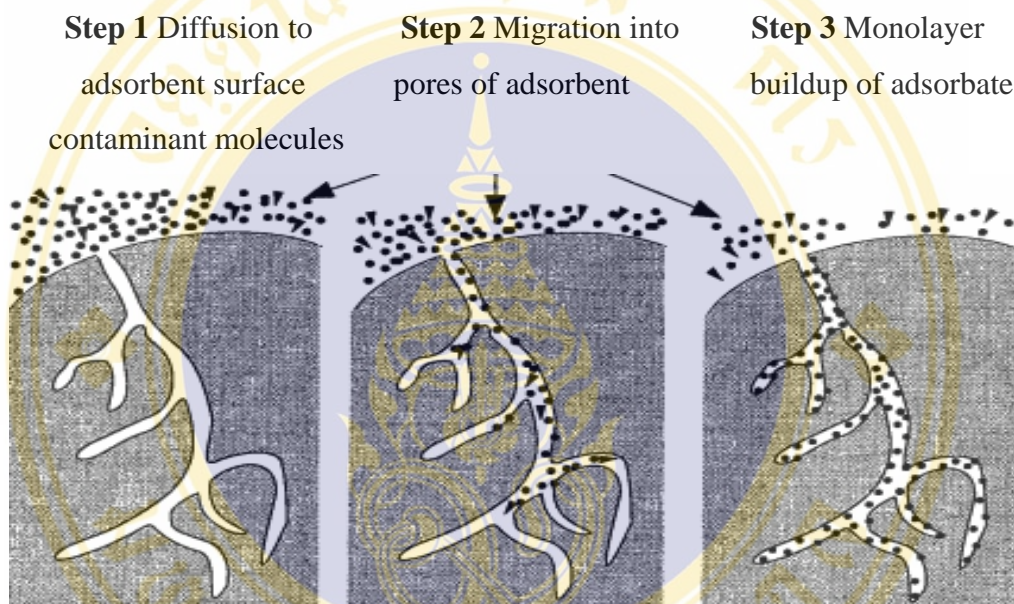 Step 1 Diffusion to
adsorbent surface
contaminant molecules
Step 2 Migration into
pores of adsorbent
Step 3 Monolayer
buildup of adsorbate